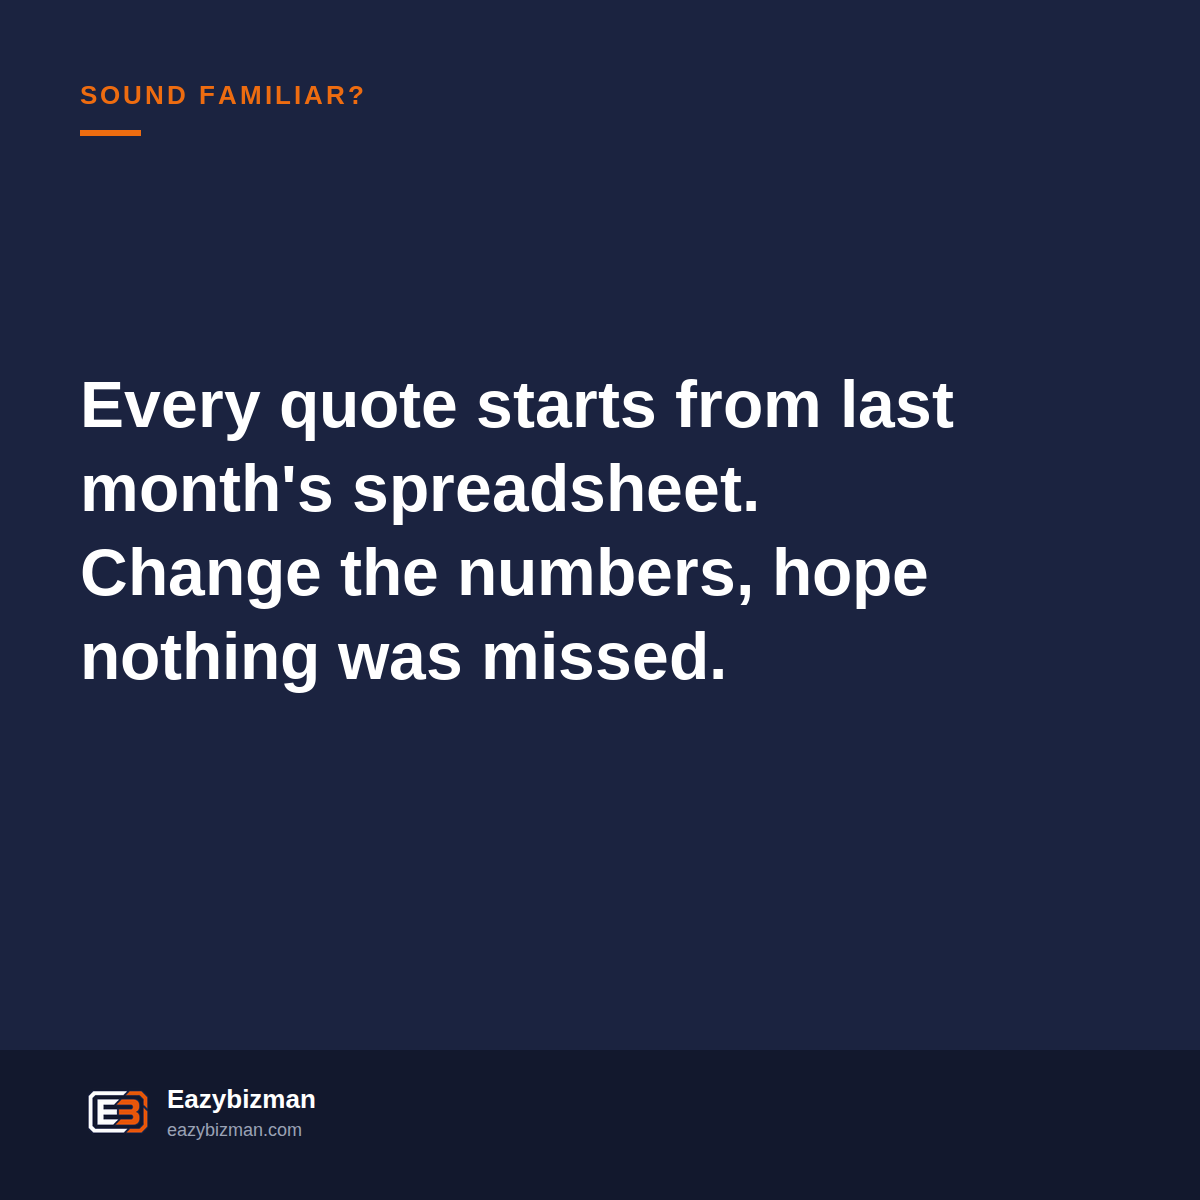 SOUND FAMILIAR?
Every quote starts from last
month's spreadsheet.
Change the numbers, hope
nothing was missed.
EB
Eazybizman
eazybizman.com